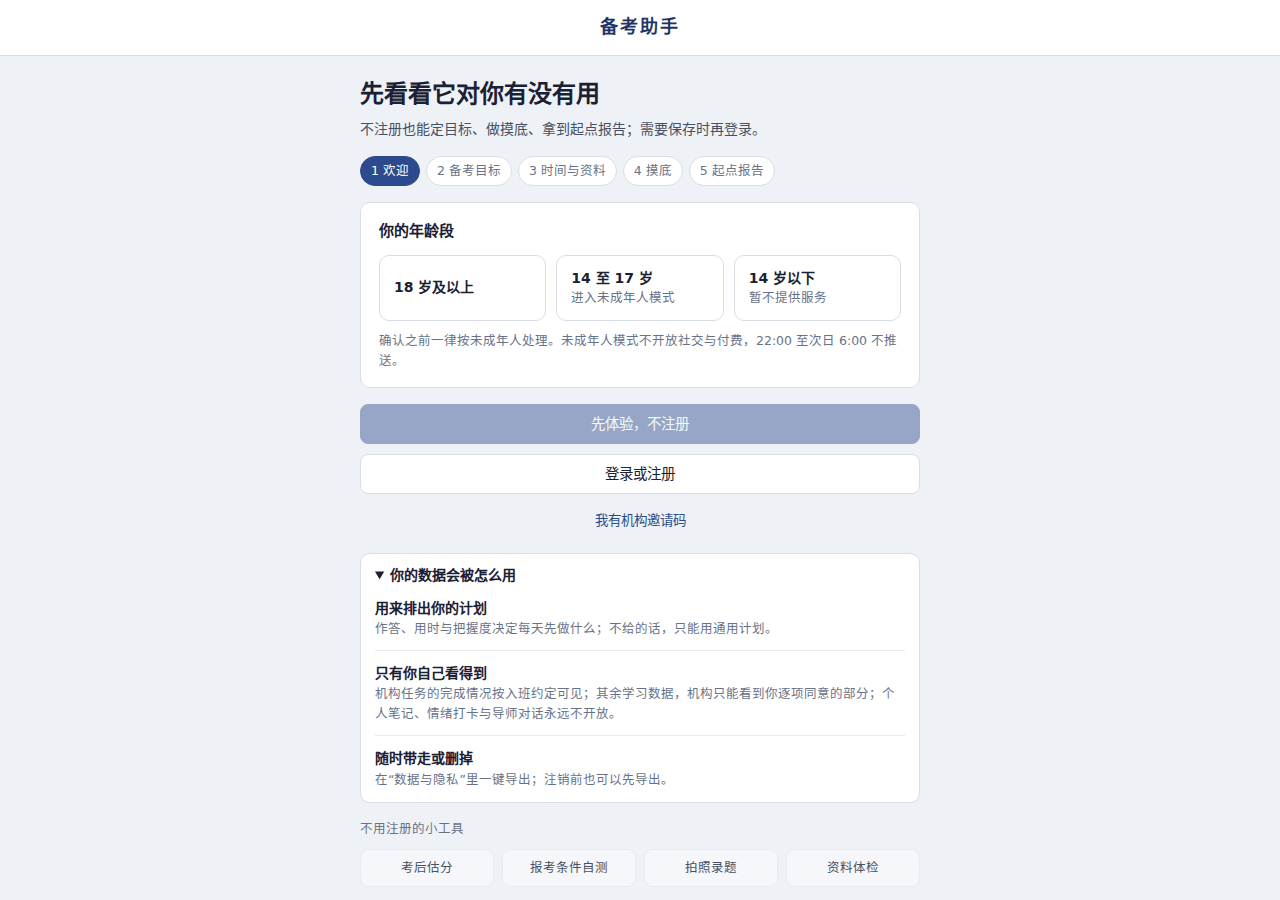 备考助手
先看看它对你有没有用
不注册也能定目标、做摸底、拿到起点报告；需要保存时再登录。
1 欢迎
2 备考目标
3 时间与资料
4 摸底
5 起点报告
你的年龄段
18 岁及以上
14 至 17 岁
进入未成年人模式
14 岁以下
暂不提供服务
确认之前一律按未成年人处理。未成年人模式不开放社交与付费，22:00 至次日 6:00 不推
送。
先体验，不注册
登录或注册
我有机构邀请码
▼ 你的数据会被怎么用
用来排出你的计划
作答、用时与把握度决定每天先做什么；不给的话，只能用通用计划。
只有你自己看得到
机构任务的完成情况按入班约定可见；其余学习数据，机构只能看到你逐项同意的部分；个
人笔记、情绪打卡与导师对话永远不开放。
随时带走或删掉
在“数据与隐私”里一键导出；注销前也可以先导出。
不用注册的小工具
考后估分
报考条件自测
拍照录题
资料体检